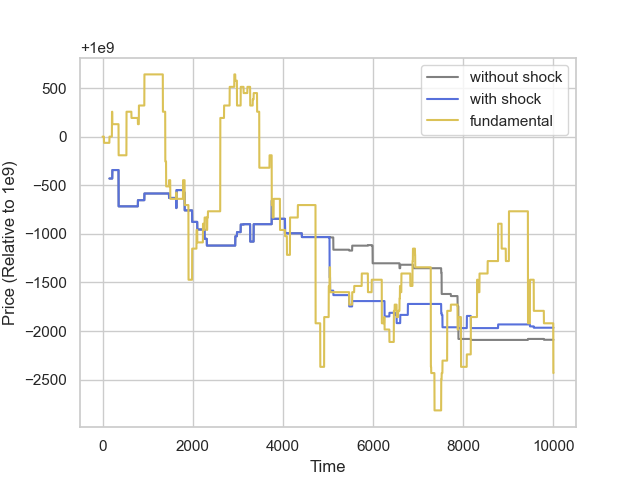 +1e9
without shock
with shock
fundamental
500
0
−500
−1000
−1500
−2000
−2500
Price (Relative to 1e9)
0
2000
4000
6000
8000
10000
Time